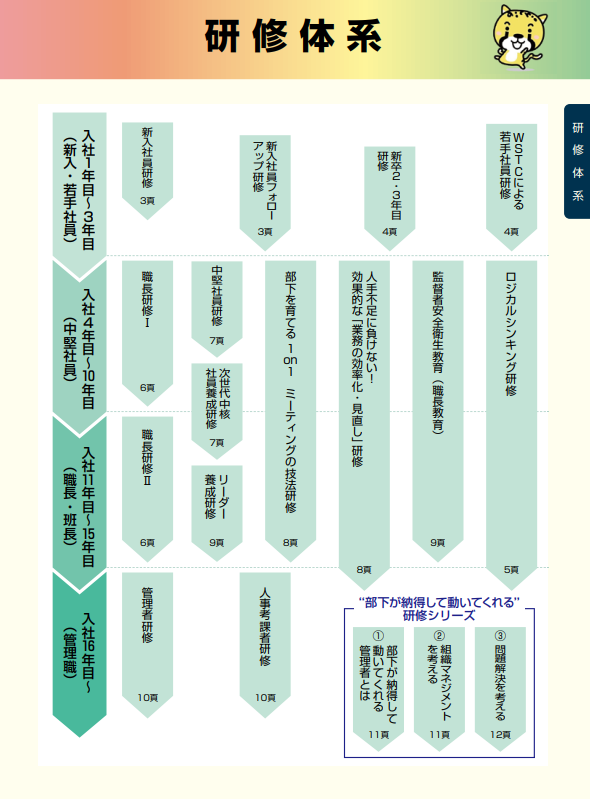 研修体系
研修体系
入社1年目~3年目
(新入・若手社員)
新入社員研修
3頁
新入社員フォロー
アップ研修
3頁
新卒2・3年目
研修
4頁
WSTCによる
若手社員研修
4頁
入社4年目~10年目
(中堅社員)
職長研修Ⅰ
6頁
中堅社員研修
7頁
次世代中核
社員養成研修
7頁
部下を育てる 1on1 ミーティングの技法研修
8頁
人手不足に負けない!
効果的な「業務の効率化・見直し」研修
8頁
監督者安全衛生教育(職長教育)
9頁
ロジカルシンキング研修
5頁
入社11年目~15年目
(職長・班長)
職長研修Ⅱ
6頁
リーダー
養成研修
9頁
入社16年目~
(管理職)
管理者研修
10頁
人事考課者研修
10頁
“部下が納得して動いてくれる”
研修シリーズ
①
部下が納得して
動いてくれる
管理者とは
11頁
②
組織マネジメント
を考える
11頁
③
問題解決を考える
12頁